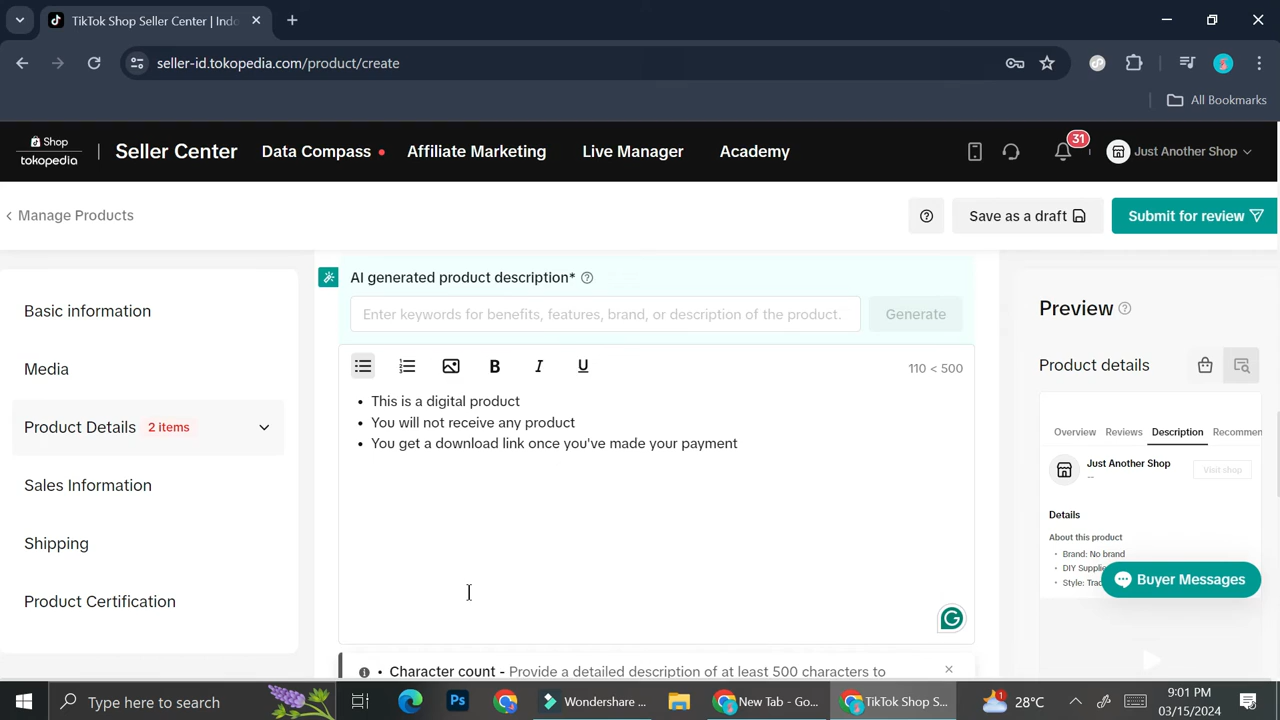 TikTok Shop Seller Center | Indo
seller-id.tokopedia.com/product/create
All Bookmarks
Shop
tokopedia
Seller Center
Data Compass
Affiliate Marketing
Live Manager
Academy
31
Just Another Shop
Manage Products
Save as a draft
Submit for review
Basic information
Media
Product Details 2 items
Sales Information
Shipping
Product Certification
AI generated product description*
Enter keywords for benefits, features, brand, or description of the product.
Generate
B I U
110 < 500
• This is a digital product
• You will not receive any product
• You get a download link once you've made your payment
Character count - Provide a detailed description of at least 500 characters to
Preview
Product details
Overview Reviews Description Recommen
Just Another Shop
Visit shop
Details
About this product
• Brand: No brand
• DIY Supplie
• Style: Trad
Buyer Messages
Type here to search
Ps
Wondershare ...
New Tab - Go...
TikTok Shop S...
28°C
9:01 PM
03/15/2024